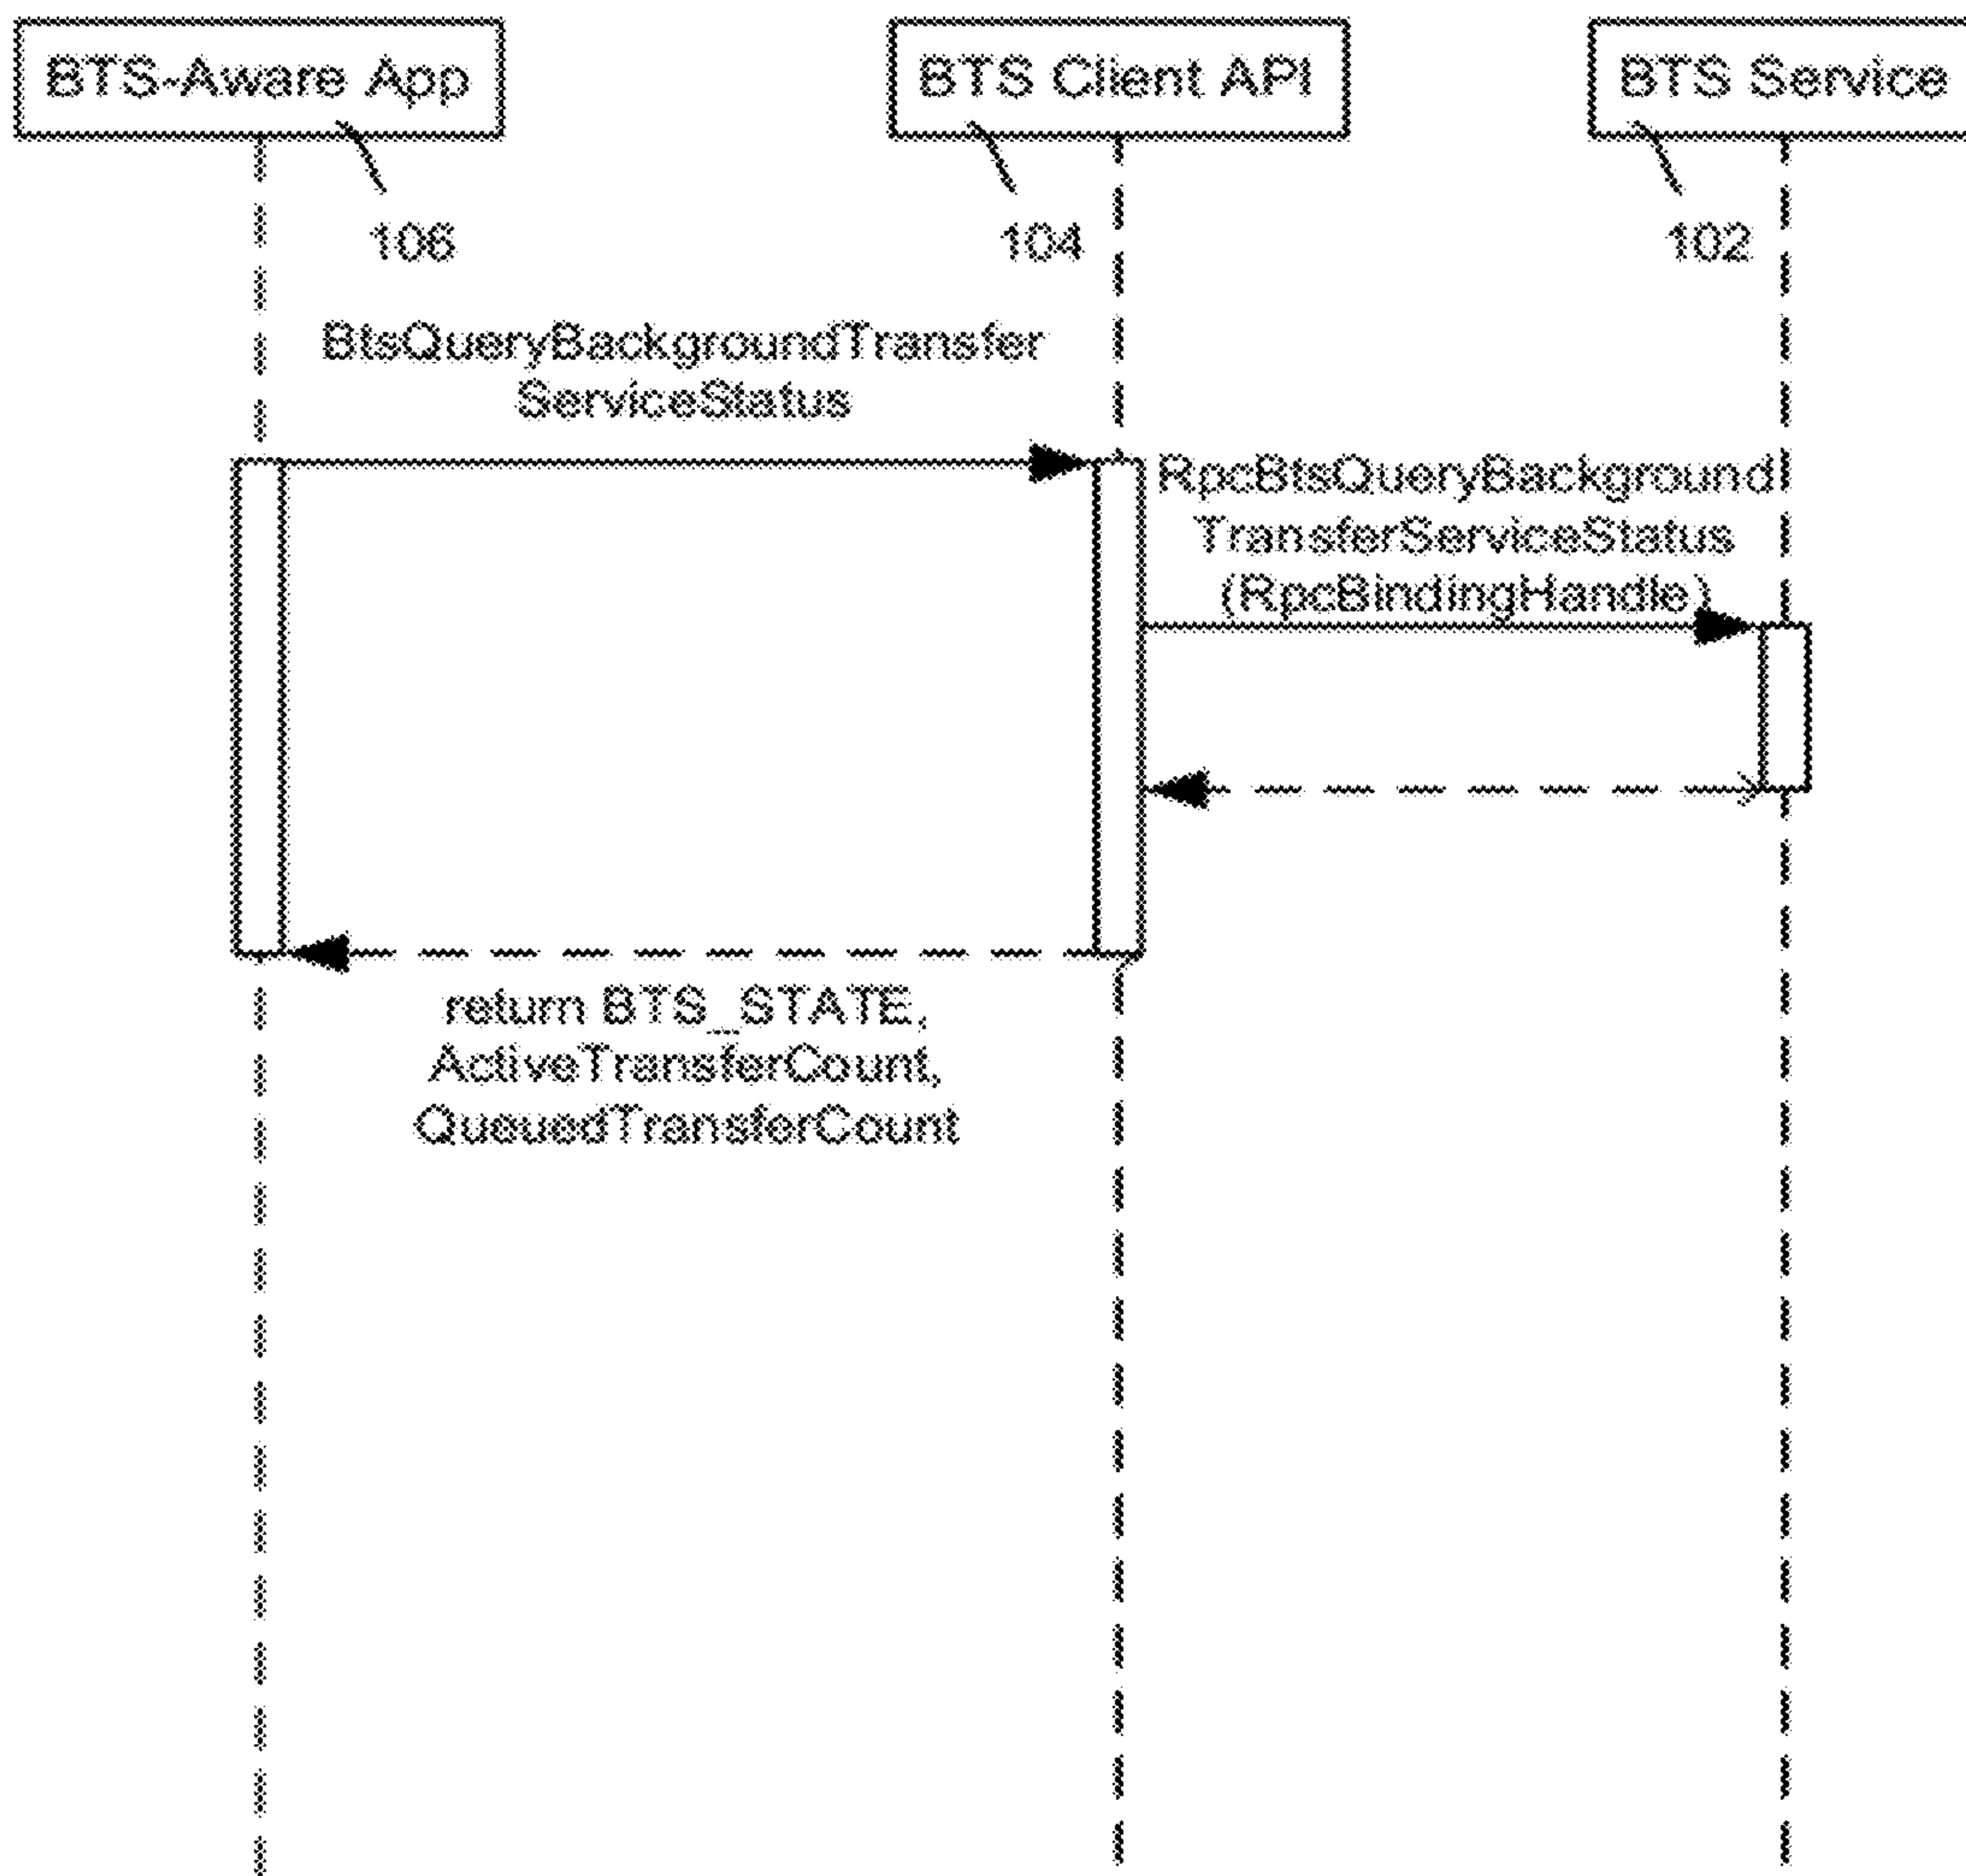 BTS-Aware App
BTS Client API
BTS Service
106
104
102
BtsQueryBackgroundTransfer
ServiceStatus
RpcBtsQueryBackground
TransferServiceStatus
(RpcBindingHandle)
return BTS_STATE,
ActiveTransferCount,
QueuedTransferCount